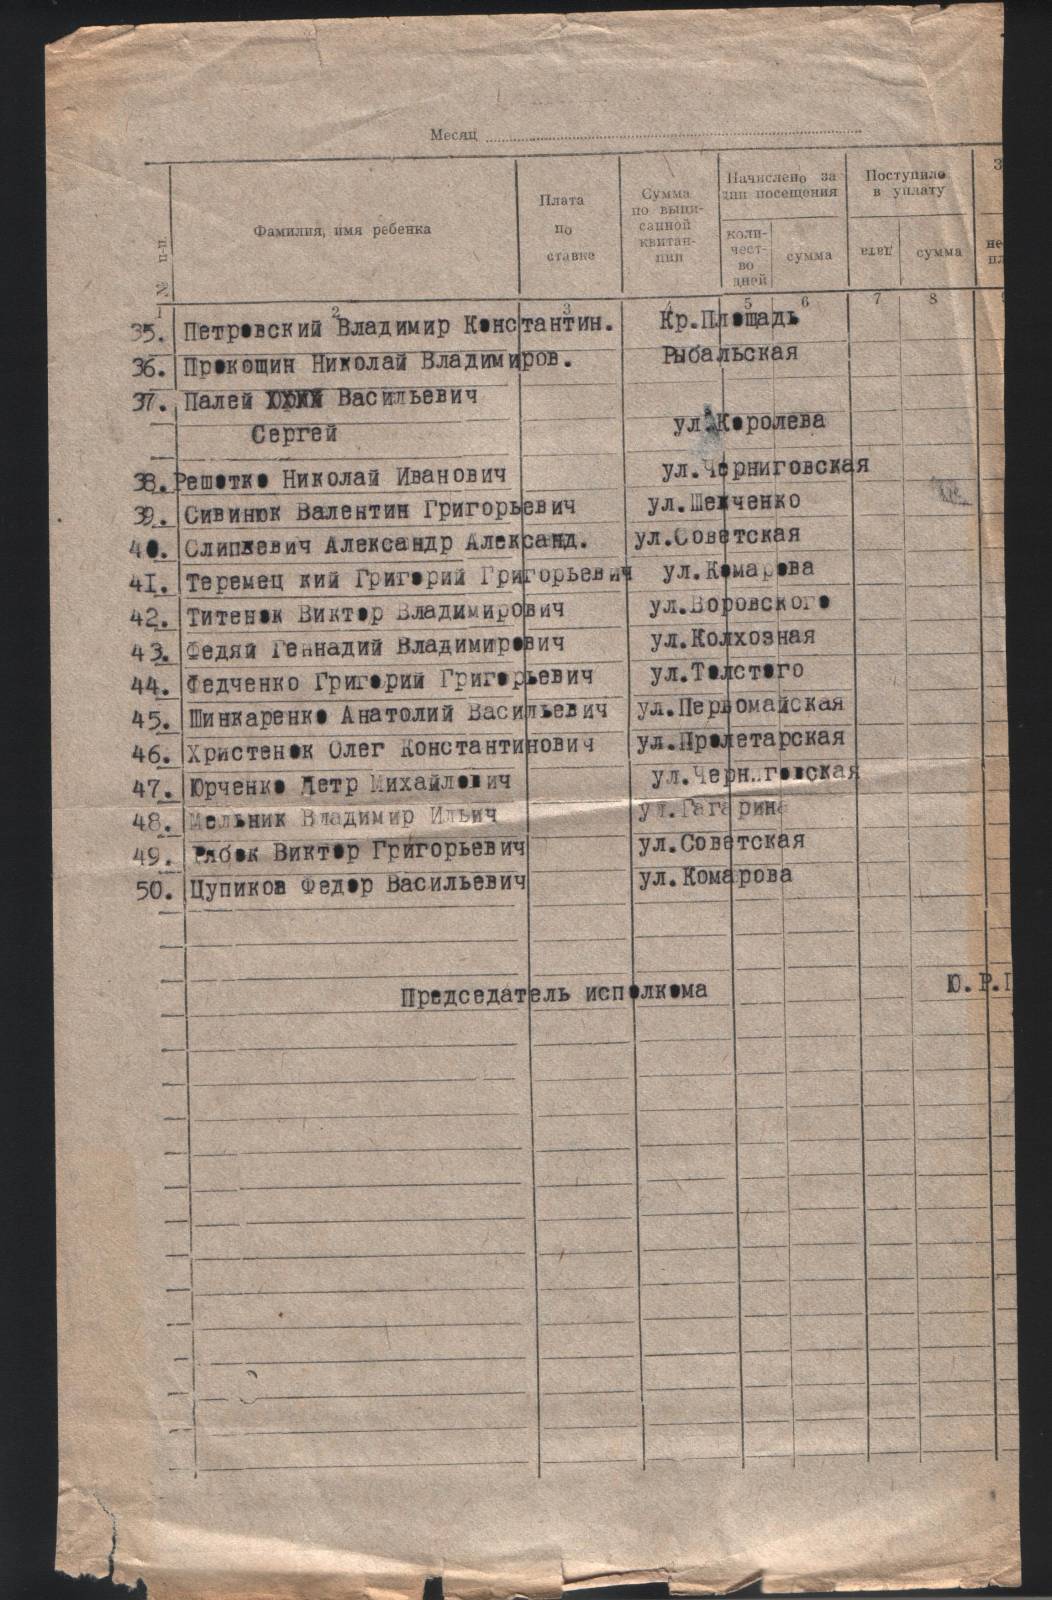 Месяц
№ п-п.
Фамилия, имя ребенка
Плата по ставке
Сумма по выписанной квитанции
Начислено за дни посещения
количество дней
сумма
Поступило в уплату
дата
сумма
1 2 3 4 5 6 7 8
35. Петровский Владимир Константин. Кр.Площадь
36. Прокощин Николай Владимиров. Рыбальская
37. Палей Васильевич
Сергей ул.Королева
38. Решотко Николай Иванович ул.Черниговская
39. Сивинюк Валентин Григорьевич ул.Шевченко
40. Слипкевич Александр Александ. ул.Советская
41. Теремец кий Григорий Григорьевич ул.Комарова
42. Титенок Виктор Владимирович ул.Воровского
43. Федяй Геннадий Владимирович ул.Колхозная
44. Федченко Григорий Григорьевич ул.Толстого
45. Шинкаренко Анатолий Васильевич ул.Первомайская
46. Христенок Олег Константинович ул.Пролетарская
47. Юрченко Петр Михайлович ул.Черниговская
48. Мельник Владимир Ильич ул.Гагарина
49. Рябок Виктор Григорьевич ул.Советская
50. Цупиков Федор Васильевич ул.Комарова
Председатель исполкома Ю.Р.